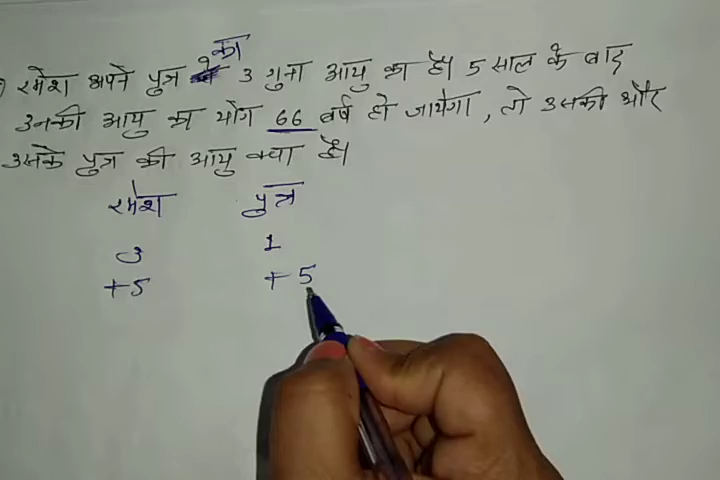 रमेश अपने पुत्र का 3 गुना आयु का है। 5 साल के बाद
उनकी आयु का योग 66 वर्ष हो जायेगा, तो उसकी और
उसके पुत्र की आयु क्या है।
रमेश पुत्र
3 1
+5 +5